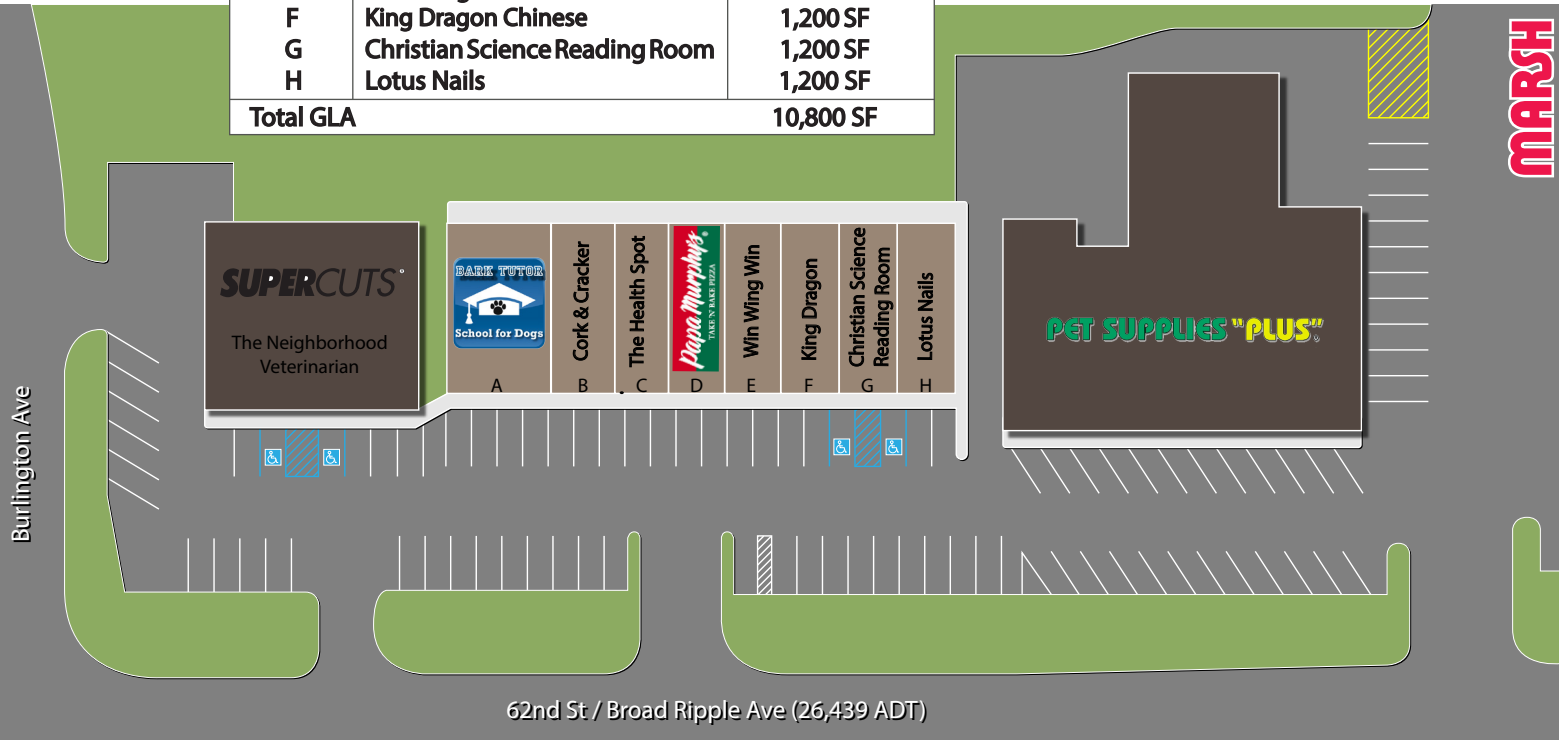 F King Dragon Chinese 1,200 SF
G Christian Science Reading Room 1,200 SF
H Lotus Nails 1,200 SF
Total GLA 10,800 SF
MARSH
SUPERCUTS
The Neighborhood
Veterinarian
BARK TUTOR
School for Dogs
A
Cork & Cracker
B
The Health Spot
C
Papa Murphy's
TAKE 'N' BAKE PIZZA
D
Win Wing Win
E
King Dragon
F
Christian Science
Reading Room
G
Lotus Nails
H
PET SUPPLIES "PLUS"
Burlington Ave
62nd St / Broad Ripple Ave (26,439 ADT)